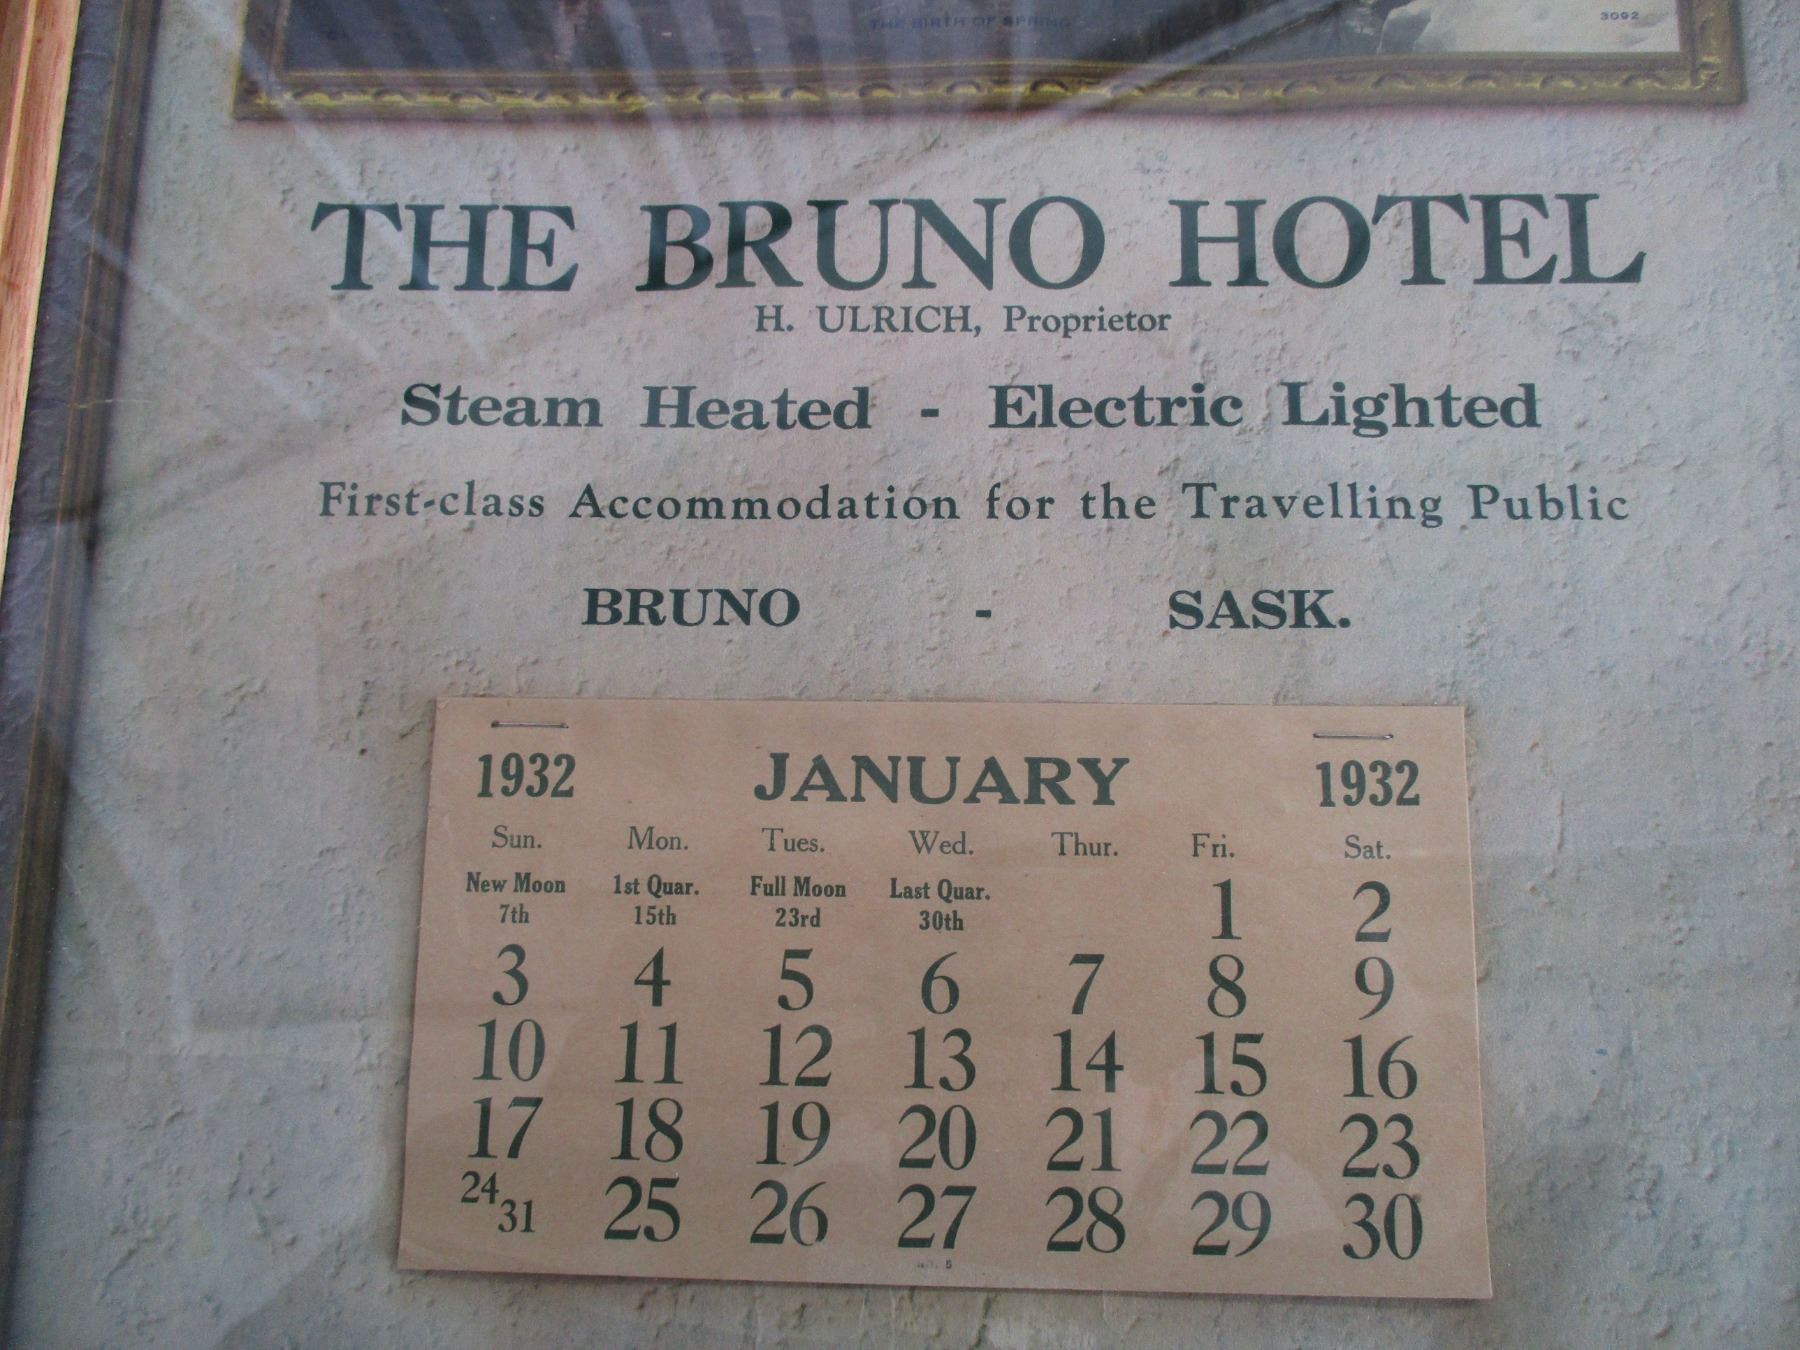 THE BIRTH OF SPRING
3092
THE BRUNO HOTEL
H. ULRICH, Proprietor
Steam Heated - Electric Lighted
First-class Accommodation for the Travelling Public
BRUNO - SASK.
1932 JANUARY 1932
Sun. Mon. Tues. Wed. Thur. Fri. Sat.
New Moon 1st Quar. Full Moon Last Quar. 1 2
7th 15th 23rd 30th
3 4 5 6 7 8 9
10 11 12 13 14 15 16
17 18 19 20 21 22 23
24 31 25 26 27 28 29 30
No. 5